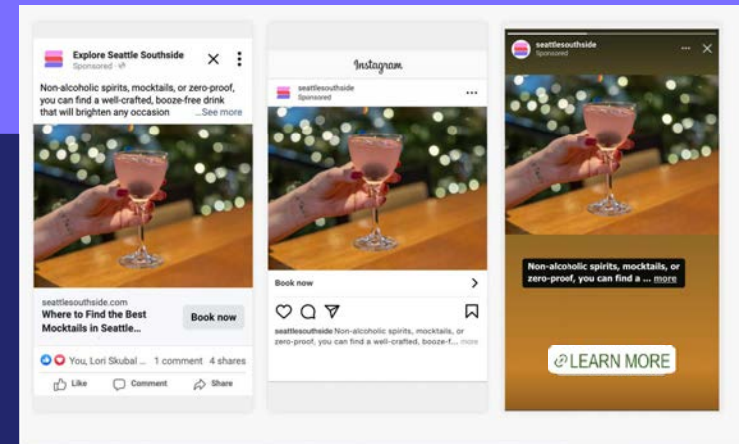 Explore Seattle Southside
Sponsored
Non-alcoholic spirits, mocktails, or zero-proof,
you can find a well-crafted, booze-free drink
that will brighten any occasion ...See more
seattlesouthside.com
Where to Find the Best
Mocktails in Seattle...
Book now
You, Lori Skubal ... 1 comment 4 shares
Like Comment Share
Instagram
seattlesouthside
Sponsored
Book now
seattlesouthside Non-alcoholic spirits, mocktails, or
zero-proof, you can find a well-crafted, booze-f... more
seattlesouthside
Sponsored
Non-alcoholic spirits, mocktails, or
zero-proof, you can find a ... more
LEARN MORE